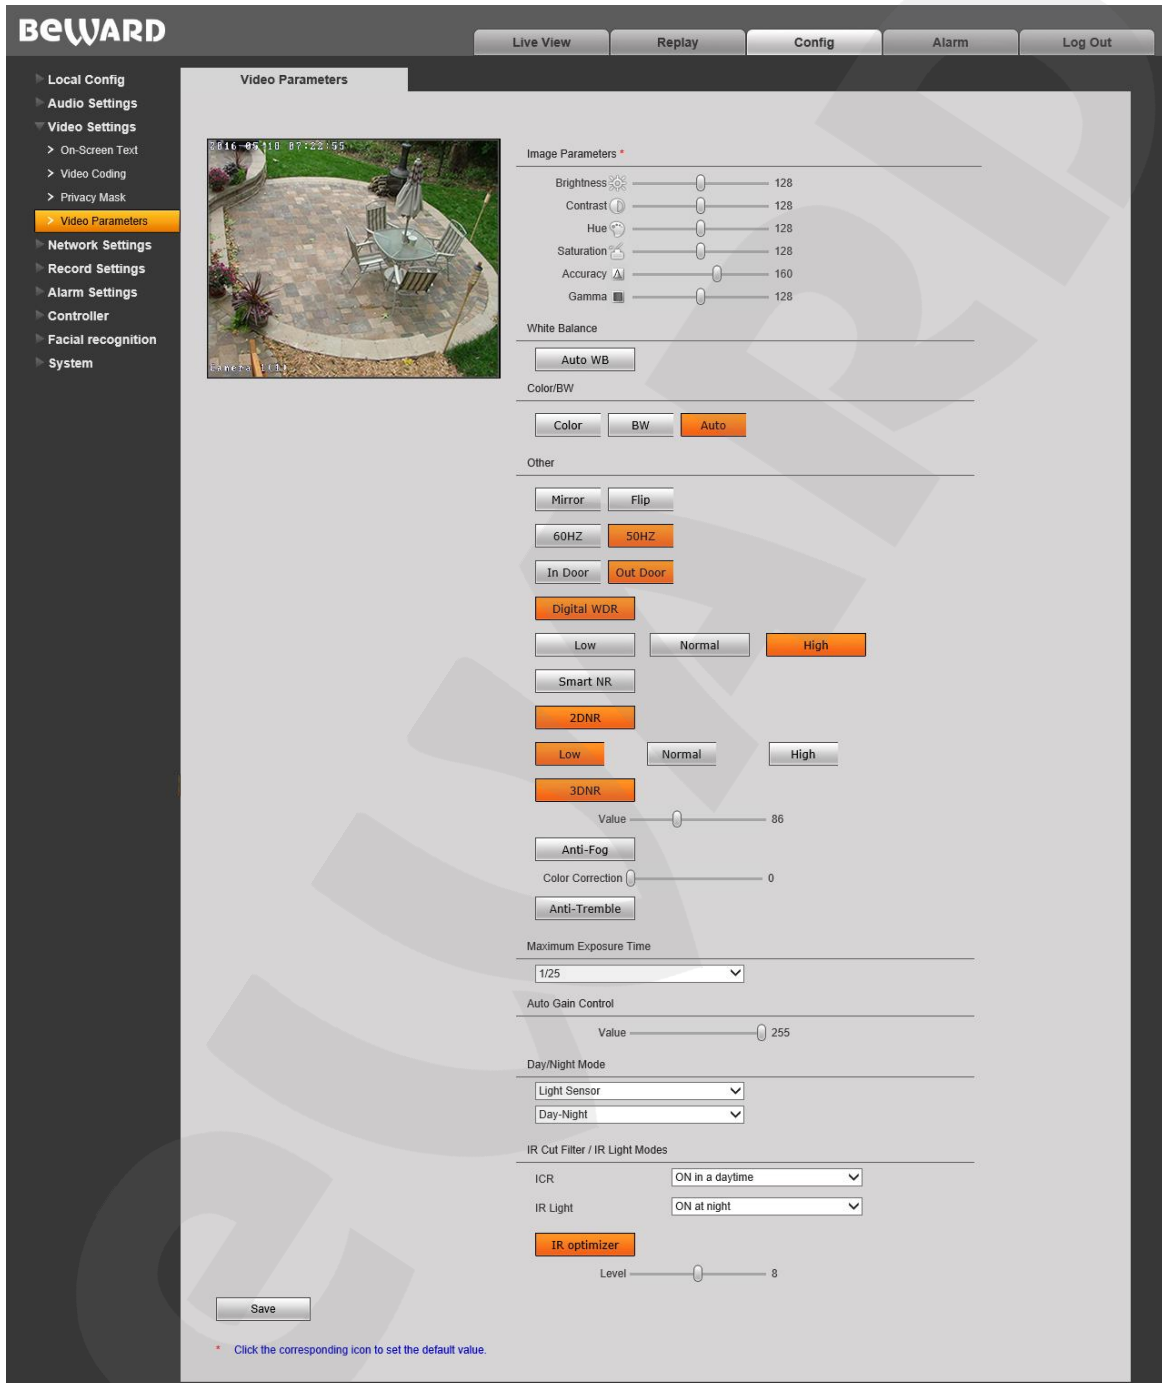 BEWARD
Live View
Replay
Config
Alarm
Log Out
Local Config
Audio Settings
Video Settings
> On-Screen Text
> Video Coding
> Privacy Mask
> Video Parameters
Network Settings
Record Settings
Alarm Settings
Controller
Facial recognition
System
Video Parameters
07:22:55
Image Parameters *
Brightness 128
Contrast 128
Hue 128
Saturation 128
Accuracy 160
Gamma 128
White Balance
Auto WB
Color/BW
Color BW Auto
Other
Mirror Flip
60HZ 50HZ
In Door Out Door
Digital WDR
Low Normal High
Smart NR
2DNR
Low Normal High
3DNR
Value 86
Anti-Fog
Color Correction 0
Anti-Tremble
Maximum Exposure Time
1/25
Auto Gain Control
Value 255
Day/Night Mode
Light Sensor
Day-Night
IR Cut Filter / IR Light Modes
ICR ON in a daytime
IR Light ON at night
IR optimizer
Level 8
Save
* Click the corresponding icon to set the default value.